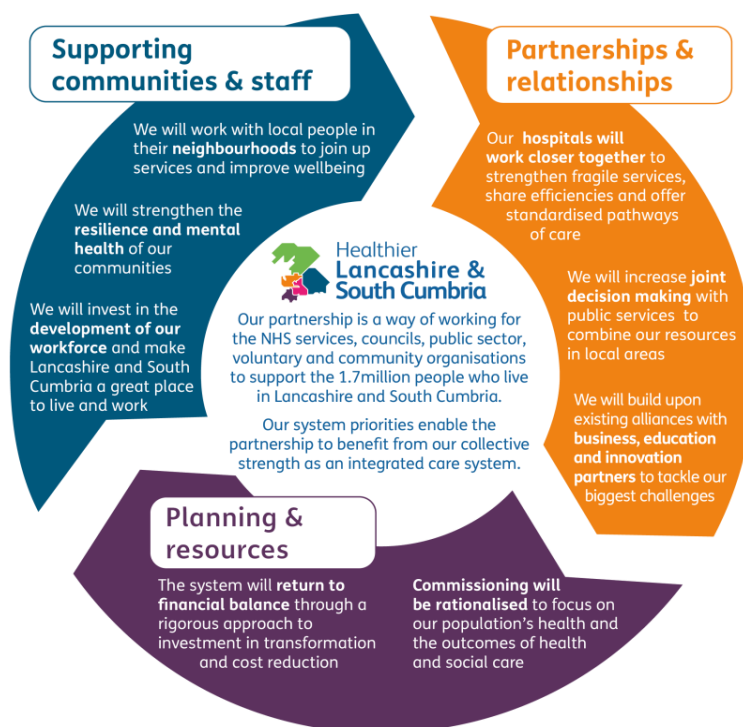 Supporting
communities & staff
We will work with local people in
their neighbourhoods to join up
services and improve wellbeing
We will strengthen the
resilience and mental
health of our
communities
We will invest in the
development of our
workforce and make
Lancashire and South
Cumbria a great place
to live and work
Partnerships &
relationships
Our hospitals will
work closer together to
strengthen fragile services,
share efficiencies and offer
standardised pathways
of care
We will increase joint
decision making with
public services to
combine our resources
in local areas
We will build upon
existing alliances with
business, education
and innovation
partners to tackle our
biggest challenges
Healthier
Lancashire &
South Cumbria
Our partnership is a way of working for
the NHS services, councils, public sector,
voluntary and community organisations
to support the 1.7million people who live
in Lancashire and South Cumbria.
Our system priorities enable the
partnership to benefit from our collective
strength as an integrated care system.
Planning &
resources
The system will return to
financial balance through a
rigorous approach to
investment in transformation
and cost reduction
Commissioning will
be rationalised to focus on
our population's health and
the outcomes of health
and social care